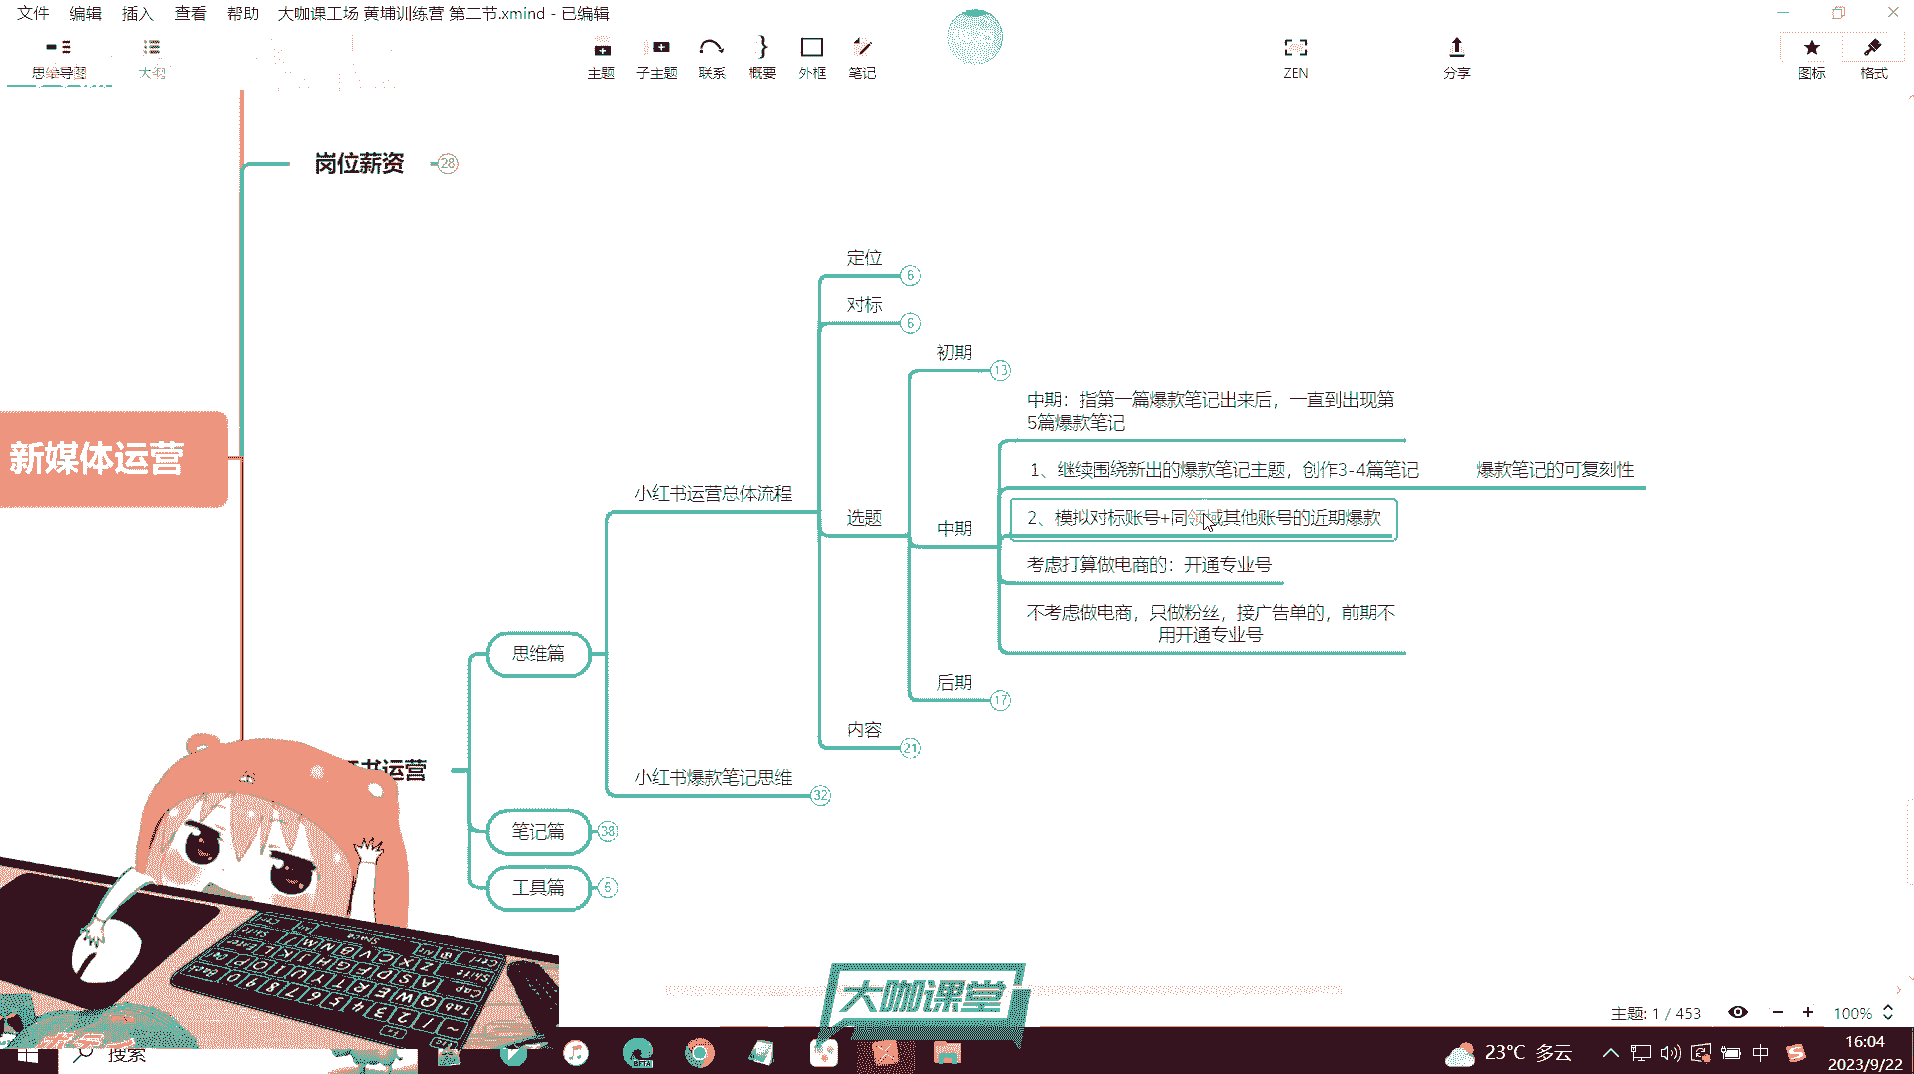 文件 编辑 插入 查看 帮助 大咖课工场 黄埔训练营 第二节.xmind - 已编辑
思维导图 大纲 主题 子主题 联系 概要 外框 笔记 ZEN 分享 图标 格式
岗位薪资 28
定位 6
对标 6
初期 13
中期：指第一篇爆款笔记出来后，一直到出现第
5篇爆款笔记
1、继续围绕新出的爆款笔记主题，创作3-4篇笔记 爆款笔记的可复刻性
新媒体运营
小红书运营总体流程
选题
中期
2、模拟对标账号+同领域其他账号的近期爆款
考虑打算做电商的：开通专业号
不考虑做电商，只做粉丝，接广告单的，前期不
用开通专业号
思维篇
后期 17
内容 21
书运营
小红书爆款笔记思维 32
笔记篇 38
工具篇 6
大咖课堂
主题: 1 / 453 100%
搜索
BETA
23°C 多云
中
16:04
2023/9/22